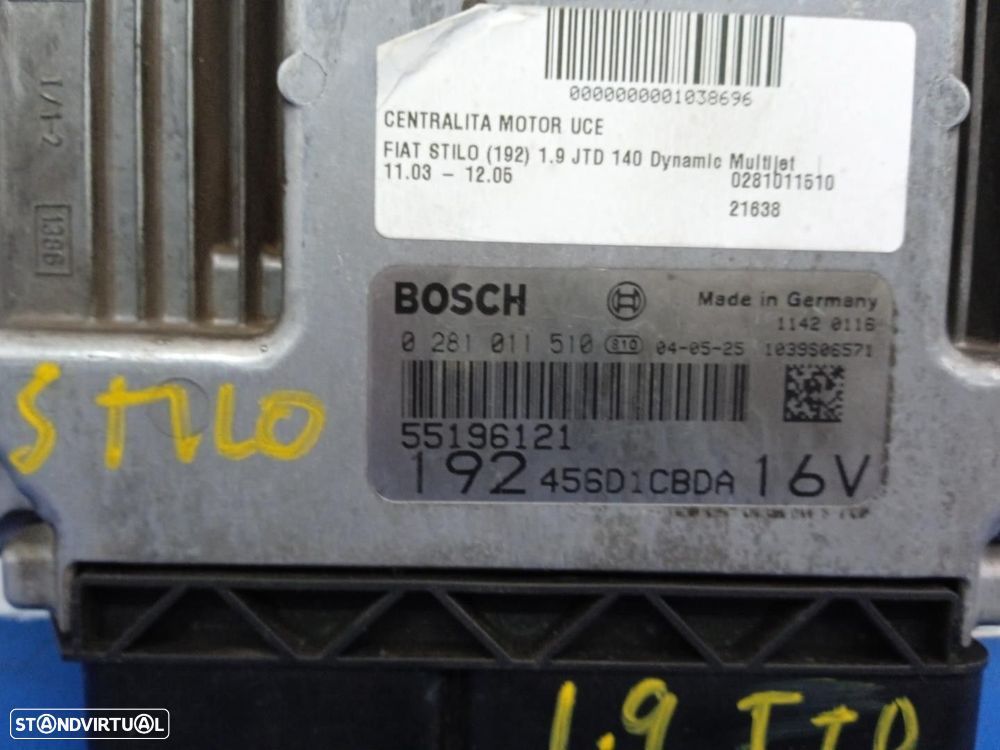 1/1-2
1386
0000000001038696
CENTRALITA MOTOR UCE
FIAT STILO (192) 1.9 JTD 140 Dynamic Multijet
11.03 - 12.05
0281011510
21638
BOSCH
Made in Germany
1142 0116
0 281 011 510 810 04-05-25 1039S06571
55196121
192 456D1CBDA 16V
STILO
1.9 JTD
STANDVIRTUAL